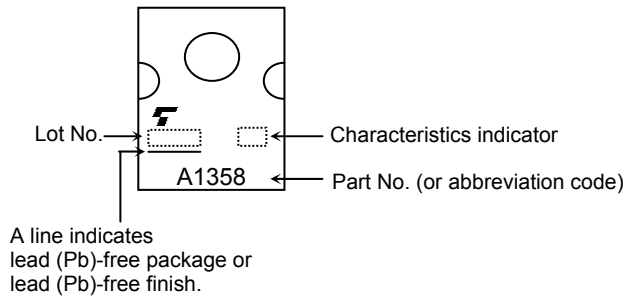 Lot No.
Characteristics indicator
A1358
Part No. (or abbreviation code)
A line indicates
lead (Pb)-free package or
lead (Pb)-free finish.